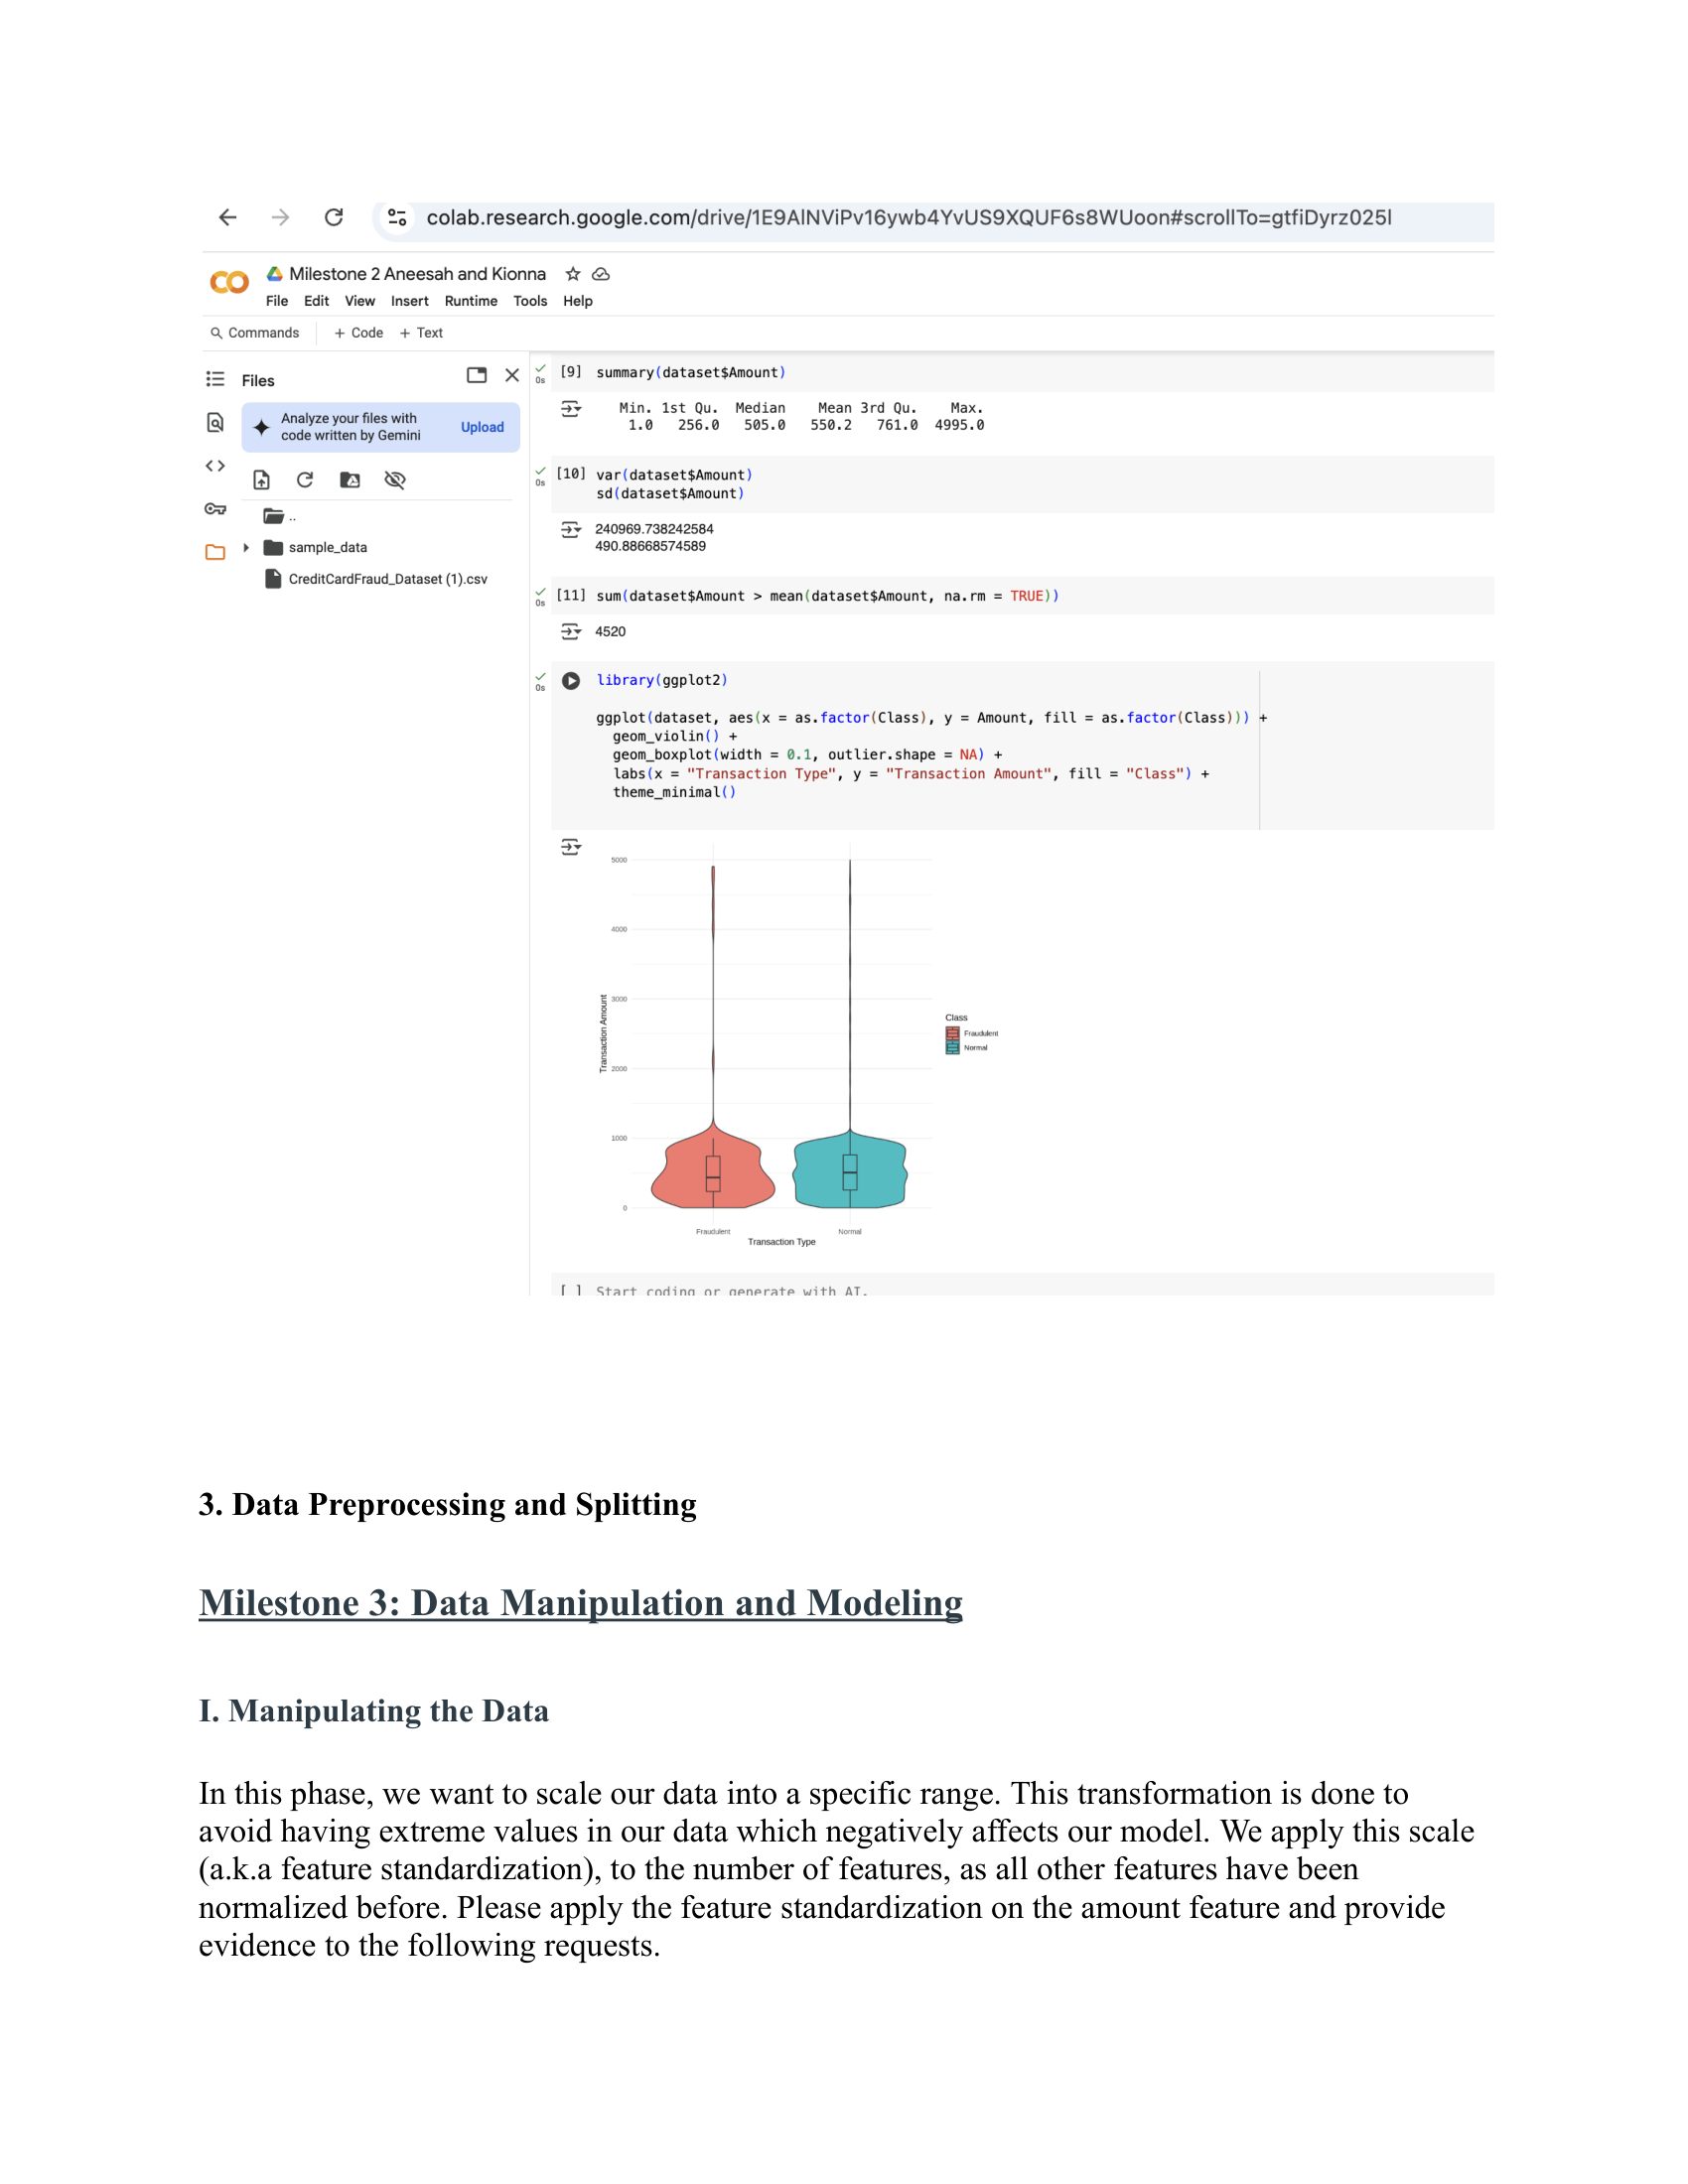 colab.research.google.com/drive/1E9AlNViPv16ywb4YvUS9XQUF6s8WUoon#scrollTo=gtfiDyrz025l
Milestone 2 Aneesah and Kionna
File Edit View Insert Runtime Tools Help
Commands + Code + Text
Files
Analyze your files with
code written by Gemini
Upload
..
sample_data
CreditCardFraud_Dataset (1).csv
0s
[9] summary(dataset$Amount)
Min. 1st Qu. Median Mean 3rd Qu. Max.
1.0 256.0 505.0 550.2 761.0 4995.0
0s
[10] var(dataset$Amount)
sd(dataset$Amount)
240969.738242584
490.88668574589
0s
[11] sum(dataset$Amount > mean(dataset$Amount, na.rm = TRUE))
4520
0s
library(ggplot2)
ggplot(dataset, aes(x = as.factor(Class), y = Amount, fill = as.factor(Class))) +
geom_violin() +
geom_boxplot(width = 0.1, outlier.shape = NA) +
labs(x = "Transaction Type", y = "Transaction Amount", fill = "Class") +
theme_minimal()
5000
4000
3000
2000
1000
0
Transaction Amount
Fraudulent Normal
Transaction Type
Class
Fraudulent
Normal
[ ] Start coding or generate with AI.
3. Data Preprocessing and Splitting
Milestone 3: Data Manipulation and Modeling
I. Manipulating the Data
In this phase, we want to scale our data into a specific range. This transformation is done to
avoid having extreme values in our data which negatively affects our model. We apply this scale
(a.k.a feature standardization), to the number of features, as all other features have been
normalized before. Please apply the feature standardization on the amount feature and provide
evidence to the following requests.